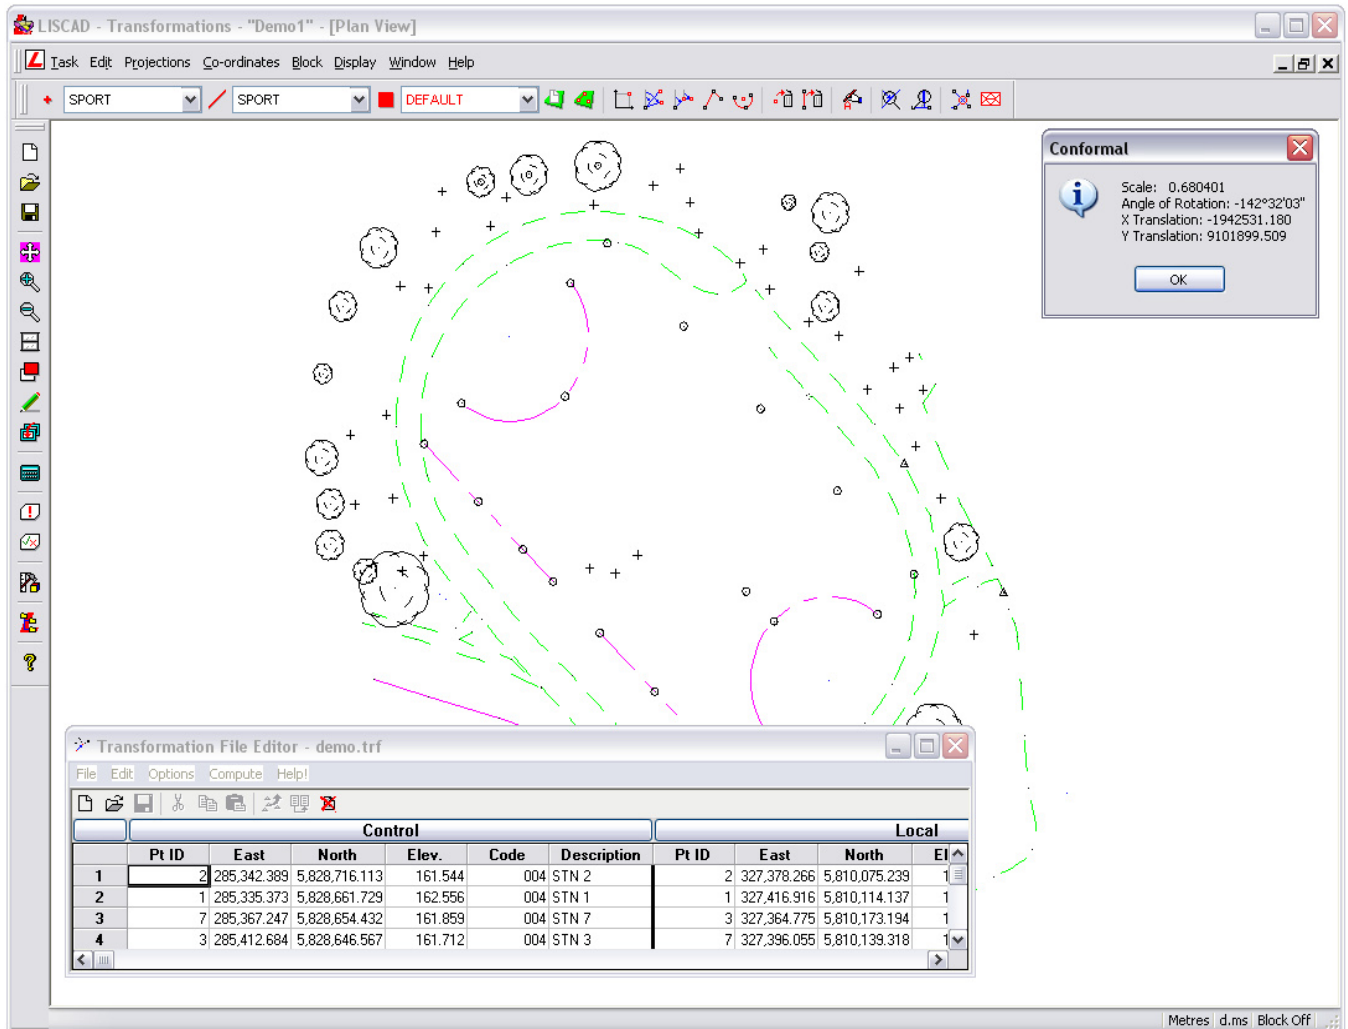 LISCAD - Transformations - "Demo1" - [Plan View]
Task Edit Projections Co-ordinates Block Display Window Help
SPORT SPORT DEFAULT
Conformal
Scale: 0.680401
Angle of Rotation: -142°32'03"
X Translation: -1942531.180
Y Translation: 9101899.509
OK
Transformation File Editor - demo.trf
File Edit Options Compute Help!
Control Local
Pt ID East North Elev. Code Description Pt ID East North El
1 2 285,342.389 5,828,716.113 161.544 004 STN 2 2 327,378.266 5,810,075.239 1
2 1 285,335.373 5,828,661.729 162.556 004 STN 1 1 327,416.916 5,810,114.137 1
3 7 285,367.247 5,828,654.432 161.859 004 STN 7 3 327,364.775 5,810,173.194 1
4 3 285,412.684 5,828,646.567 161.712 004 STN 3 7 327,396.055 5,810,139.318 1
Metres d.ms Block Off